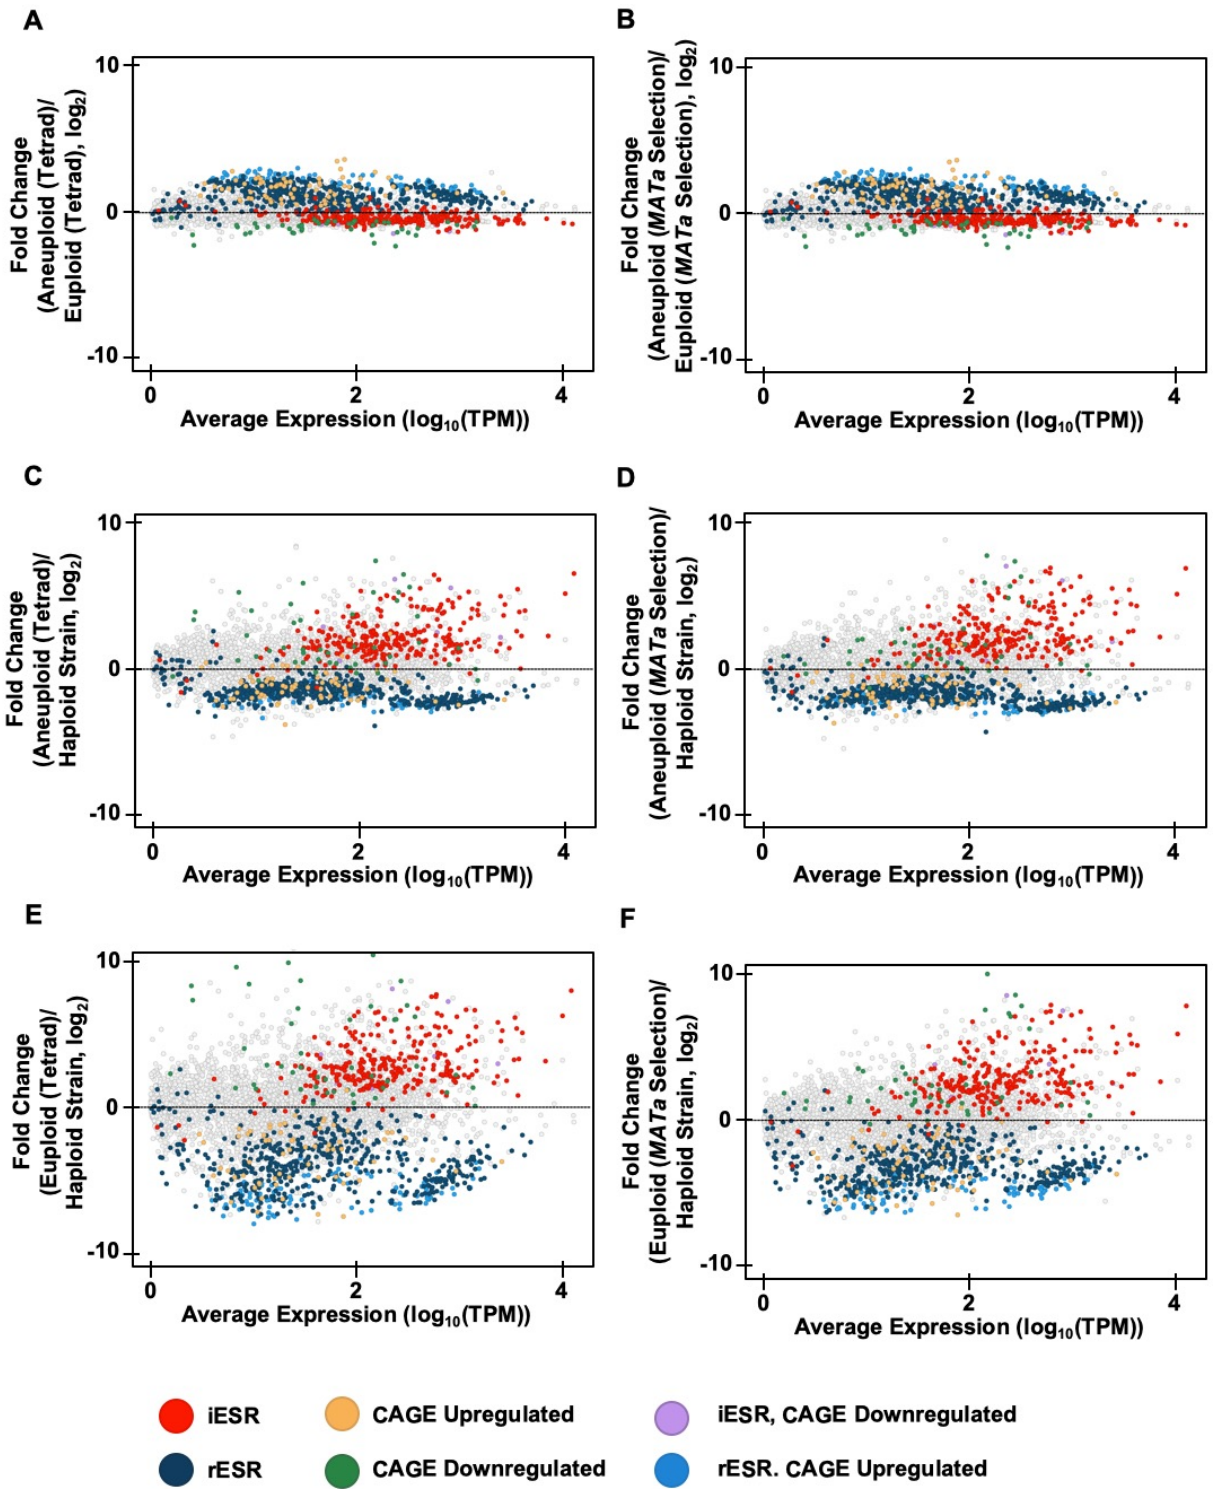 A
10
0
-10
Fold Change
(Aneuploid (Tetrad)/
Euploid (Tetrad), log2)
0 2 4
Average Expression (log10(TPM))
B
10
0
-10
Fold Change
(Aneuploid (MATa Selection)/
Euploid (MATa Selection), log2)
0 2 4
Average Expression (log10(TPM))
C
10
0
-10
Fold Change
(Aneuploid (Tetrad)/
Haploid Strain, log2)
0 2 4
Average Expression (log10(TPM))
D
10
0
-10
Fold Change
(Aneuploid (MATa Selection)/
Haploid Strain, log2)
0 2 4
Average Expression (log10(TPM))
E
10
0
-10
Fold Change
(Euploid (Tetrad)/
Haploid Strain, log2)
0 2 4
Average Expression (log10(TPM))
F
10
0
-10
Fold Change
(Euploid (MATa Selection)/
Haploid Strain, log2)
0 2 4
Average Expression (log10(TPM))
iESR CAGE Upregulated iESR, CAGE Downregulated
rESR CAGE Downregulated rESR. CAGE Upregulated